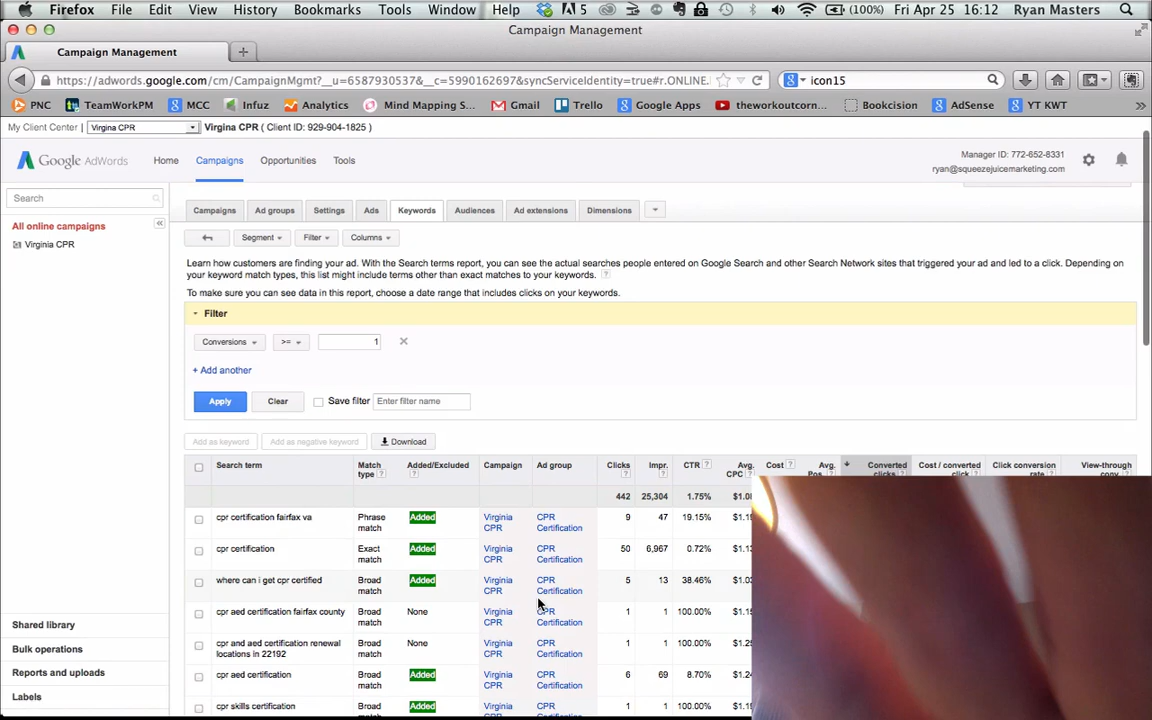 Firefox File Edit View History Bookmarks Tools Window Help 5 (100%) Fri Apr 25 16:12 Ryan Masters
Campaign Management
Campaign Management
https://adwords.google.com/cm/CampaignMgmt?__u=6587930537&__c=5990162697&syncServiceIdentity=true#r.ONLINE. icon15
PNC TeamWorkPM MCC Infuz Analytics Mind Mapping S... Gmail Trello Google Apps theworkoutcorn... Bookcision AdSense YT KWT
My Client Center Virgina CPR Virgina CPR ( Client ID: 929-904-1825 )
Google AdWords Home Campaigns Opportunities Tools
Manager ID: 772-652-8331
ryan@squeezejuicemarketing.com
Search
All online campaigns
Virginia CPR
Campaigns Ad groups Settings Ads Keywords Audiences Ad extensions Dimensions
Segment Filter Columns
Learn how customers are finding your ad. With the Search terms report, you can see the actual searches people entered on Google Search and other Search Network sites that triggered your ad and led to a click. Depending on
your keyword match types, this list might include terms other than exact matches to your keywords. ?
To make sure you can see data in this report, choose a date range that includes clicks on your keywords.
Filter
Conversions >= 1
+ Add another
Apply Clear Save filter Enter filter name
Add as keyword Add as negative keyword Download
Search term Match type ? Added/Excluded ? Campaign Ad group Clicks ? Impr. ? CTR ? Avg. CPC Cost ? Avg. Pos. Converted clicks Cost / converted click Click conversion rate View-through conv.
442 25,304 1.75%
cpr certification fairfax va Phrase match Added Virginia CPR CPR Certification 9 47 19.15%
cpr certification Exact match Added Virginia CPR CPR Certification 50 6,967 0.72%
where can i get cpr certified Broad match Added Virginia CPR CPR Certification 5 13 38.46%
cpr aed certification fairfax county Broad match None Virginia CPR CPR Certification 1 1 100.00%
cpr and aed certification renewal locations in 22192 Broad match None Virginia CPR CPR Certification 1 1 100.00%
cpr aed certification Broad match Added Virginia CPR CPR Certification 6 69 8.70%
cpr skills certification Broad match Added Virginia CPR CPR Certification 1 1 100.00%
Shared library
Bulk operations
Reports and uploads
Labels